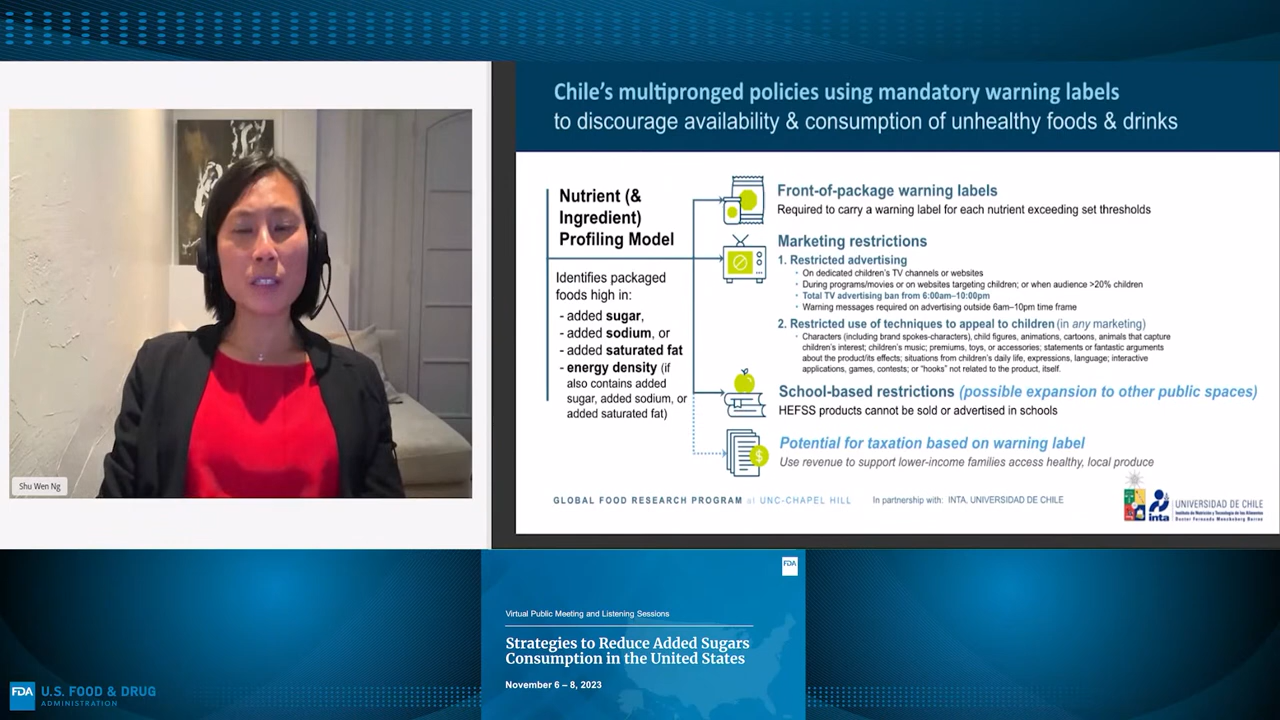 Chile's multipronged policies using mandatory warning labels
to discourage availability & consumption of unhealthy foods & drinks
Nutrient (&
Ingredient)
Profiling Model
Identifies packaged
foods high in:
- added sugar,
- added sodium, or
- added saturated fat
- energy density (if
also contains added
sugar, added sodium, or
added saturated fat)
Front-of-package warning labels
Required to carry a warning label for each nutrient exceeding set thresholds
Marketing restrictions
1. Restricted advertising
• On dedicated children's TV channels or websites
• During programs/movies or on websites targeting children; or when audience >20% children
• Total TV advertising ban from 6:00am–10:00pm
• Warning messages required on advertising outside 6am–10pm time frame
2. Restricted use of techniques to appeal to children (in any marketing)
• Characters (including brand spokes-characters), child figures, animations, cartoons, animals that capture
children's interest; children's music; premiums, toys, or accessories; statements or fantastic arguments
about the product/its effects; situations from children's daily life, expressions, language; interactive
applications, games, contests; or "hooks" not related to the product, itself.
School-based restrictions (possible expansion to other public spaces)
HEFSS products cannot be sold or advertised in schools
$
Potential for taxation based on warning label
Use revenue to support lower-income families access healthy, local produce
GLOBAL FOOD RESEARCH PROGRAM at UNC-CHAPEL HILL
In partnership with: INTA, UNIVERSIDAD DE CHILE
inta
UNIVERSIDAD DE CHILE
Instituto de Nutrición y Tecnología de los Alimentos
Doctor Fernando Monckeberg Barros
Shu Wen Ng
FDA
Virtual Public Meeting and Listening Sessions
Strategies to Reduce Added Sugars
Consumption in the United States
November 6 – 8, 2023
FDA
U.S. FOOD & DRUG
ADMINISTRATION